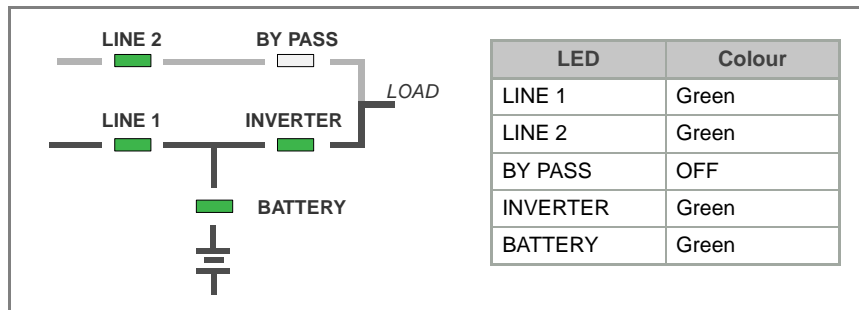 LINE 2 BY PASS
LOAD
LINE 1 INVERTER
BATTERY
LED Colour
LINE 1 Green
LINE 2 Green
BY PASS OFF
INVERTER Green
BATTERY Green